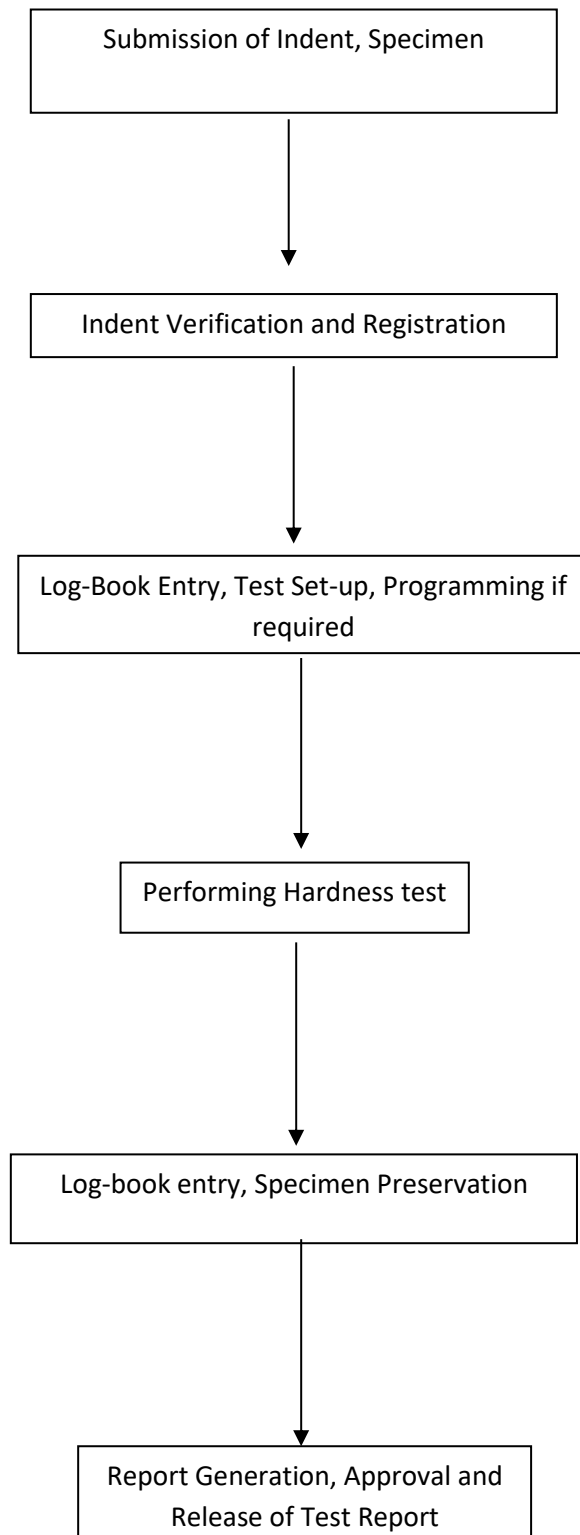 Submission of Indent, Specimen
Indent Verification and Registration
Log-Book Entry, Test Set-up, Programming if
required
Performing Hardness test
Log-book entry, Specimen Preservation
Report Generation, Approval and
Release of Test Report